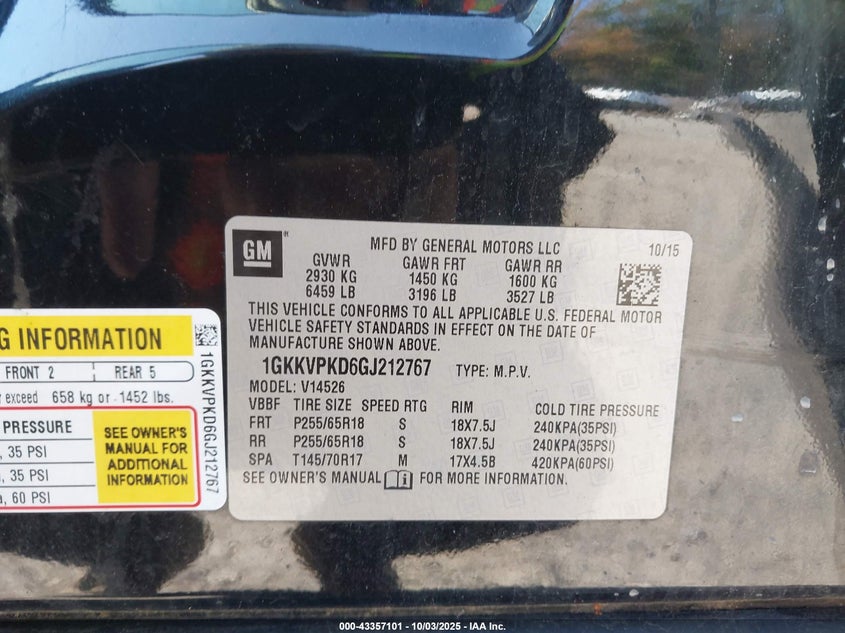 GM
MFD BY GENERAL MOTORS LLC 10/15
GVWR GAWR FRT GAWR RR
2930 KG 1450 KG 1600 KG
6459 LB 3196 LB 3527 LB
THIS VEHICLE CONFORMS TO ALL APPLICABLE U.S. FEDERAL MOTOR
VEHICLE SAFETY STANDARDS IN EFFECT ON THE DATE OF
MANUFACTURE SHOWN ABOVE.
1GKKVPKD6GJ212767 TYPE: M.P.V.
MODEL: V14526
VBBF TIRE SIZE SPEED RTG RIM COLD TIRE PRESSURE
FRT P255/65R18 S 18X7.5J 240KPA(35PSI)
RR P255/65R18 S 18X7.5J 240KPA(35PSI)
SPA T145/70R17 M 17X4.5B 420KPA(60PSI)
SEE OWNER'S MANUAL FOR MORE INFORMATION.
G INFORMATION
FRONT 2 REAR 5
exceed 658 kg or 1452 lbs.
PRESSURE
, 35 PSI
, 35 PSI
, 60 PSI
SEE OWNER'S
MANUAL FOR
ADDITIONAL
INFORMATION
1GKKVPKD6GJ212767
000-43357101 - 10/03/2025 - IAA Inc.